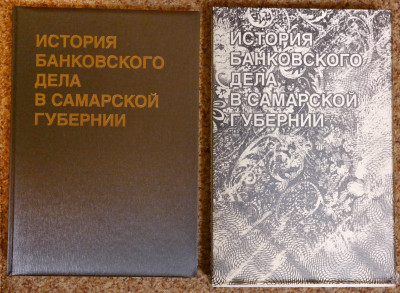 ИСТОРИЯ
БАНКОВСКОГО
ДЕЛА
В САМАРСКОЙ
ГУБЕРНИИ
ИСТОРИЯ
БАНКОВСКОГО
ДЕЛА
В САМАРСКОЙ
ГУБЕРНИИ